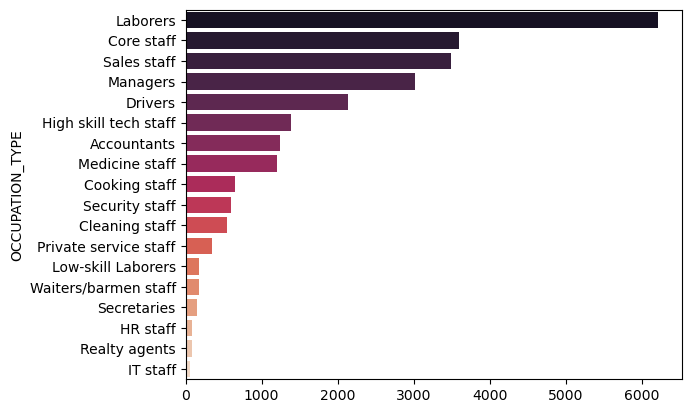 OCCUPATION_TYPE
Laborers
Core staff
Sales staff
Managers
Drivers
High skill tech staff
Accountants
Medicine staff
Cooking staff
Security staff
Cleaning staff
Private service staff
Low-skill Laborers
Waiters/barmen staff
Secretaries
HR staff
Realty agents
IT staff
0 1000 2000 3000 4000 5000 6000